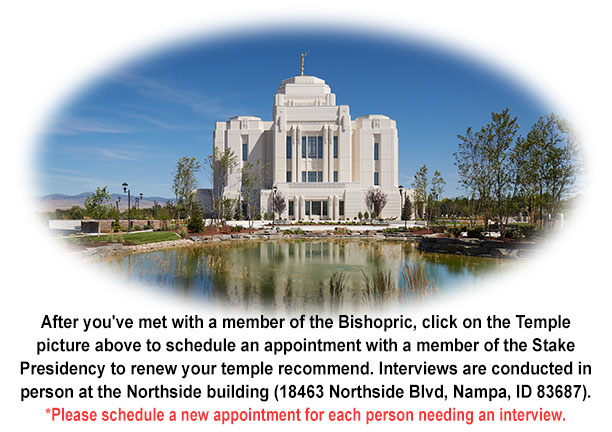 After you've met with a member of the Bishopric, click on the Temple
picture above to schedule an appointment with a member of the Stake
Presidency to renew your temple recommend. Interviews are conducted in
person at the Northside building (18463 Northside Blvd, Nampa, ID 83687).
*Please schedule a new appointment for each person needing an interview.